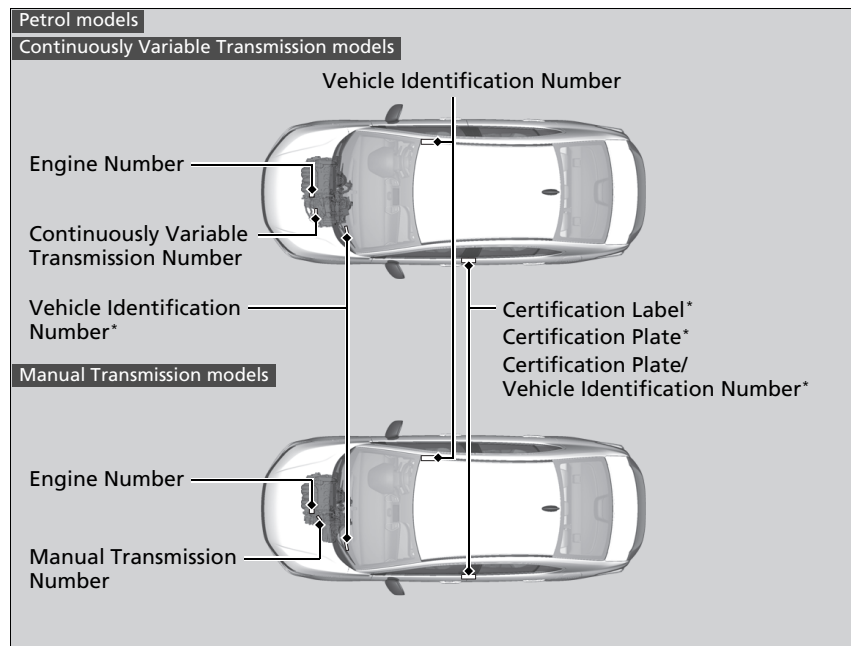 Petrol models
Continuously Variable Transmission models
Vehicle Identification Number
Engine Number
Continuously Variable
Transmission Number
Vehicle Identification
Number*
Certification Label*
Certification Plate*
Certification Plate/
Vehicle Identification Number*
Manual Transmission models
Engine Number
Manual Transmission
Number